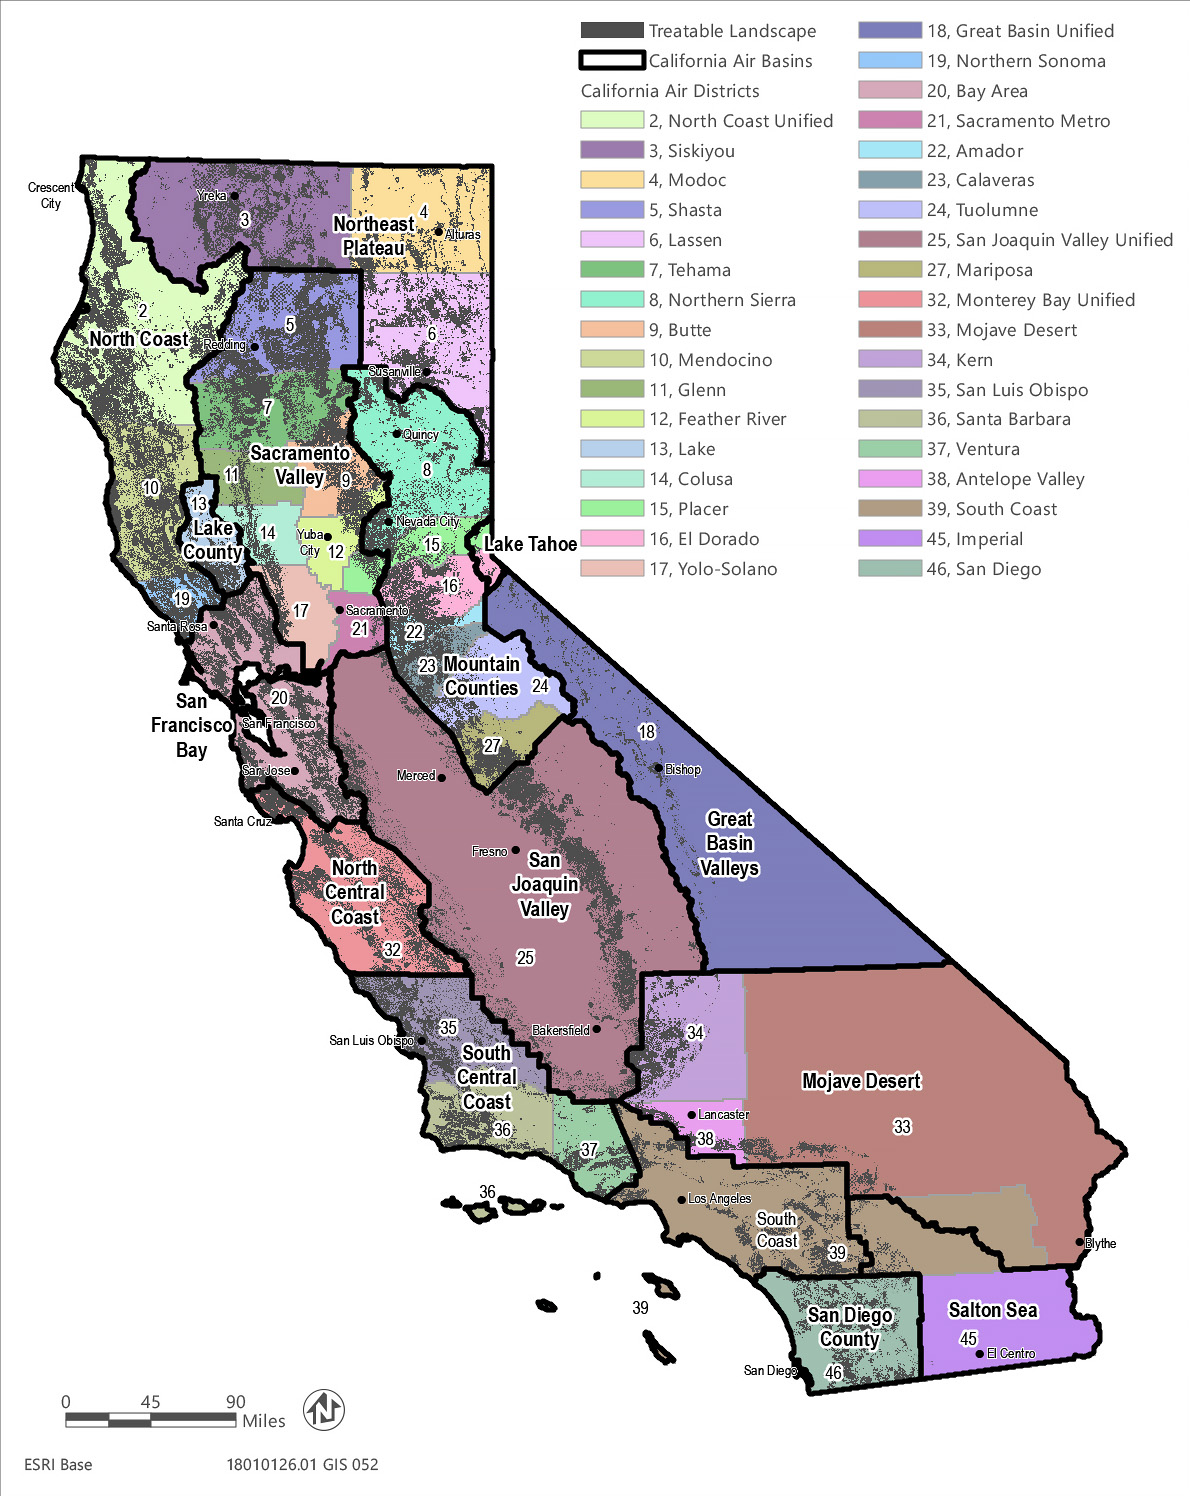 Treatable Landscape
California Air Basins
California Air Districts
2, North Coast Unified
3, Siskiyou
4, Modoc
5, Shasta
6, Lassen
7, Tehama
8, Northern Sierra
9, Butte
10, Mendocino
11, Glenn
12, Feather River
13, Lake
14, Colusa
15, Placer
16, El Dorado
17, Yolo-Solano
18, Great Basin Unified
19, Northern Sonoma
20, Bay Area
21, Sacramento Metro
22, Amador
23, Calaveras
24, Tuolumne
25, San Joaquin Valley Unified
27, Mariposa
32, Monterey Bay Unified
33, Mojave Desert
34, Kern
35, San Luis Obispo
36, Santa Barbara
37, Ventura
38, Antelope Valley
39, South Coast
45, Imperial
46, San Diego
Crescent
City
Yreka
3
Northeast
Plateau
4
Alturas
2
North Coast
5
Redding
6
Susanville
7
Quincy
Sacramento
Valley
8
9
10
11
13
Lake
County
14
Yuba
City
12
Nevada City
15
Lake Tahoe
16
19
17
Sacramento
21
22
Santa Rosa
23
Mountain
Counties
24
San
Francisco
Bay
20
San Francisco
18
27
San Jose
Merced
Bishop
Santa Cruz
Great
Basin
Valleys
Fresno
San
Joaquin
Valley
North
Central
Coast
32
25
35
San Luis Obispo
Bakersfield
34
South
Central
Coast
Mojave Desert
36
Lancaster
38
33
37
36
Los Angeles
South
Coast
39
Blythe
39
San Diego
County
46
San Diego
Salton Sea
45
El Centro
0 45 90
Miles
N
ESRI Base
18010126.01 GIS 052